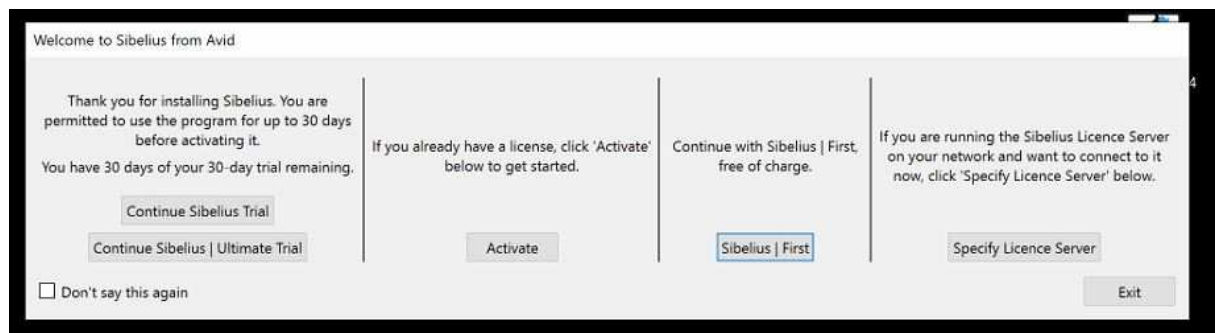 Welcome to Sibelius from Avid
Thank you for installing Sibelius. You are
permitted to use the program for up to 30 days
before activating it.
You have 30 days of your 30-day trial remaining.
Continue Sibelius Trial
Continue Sibelius | Ultimate Trial
If you already have a license, click 'Activate'
below to get started.
Activate
Continue with Sibelius | First,
free of charge.
Sibelius | First
If you are running the Sibelius Licence Server
on your network and want to connect to it
now, click 'Specify Licence Server' below.
Specify Licence Server
Don't say this again
Exit
4